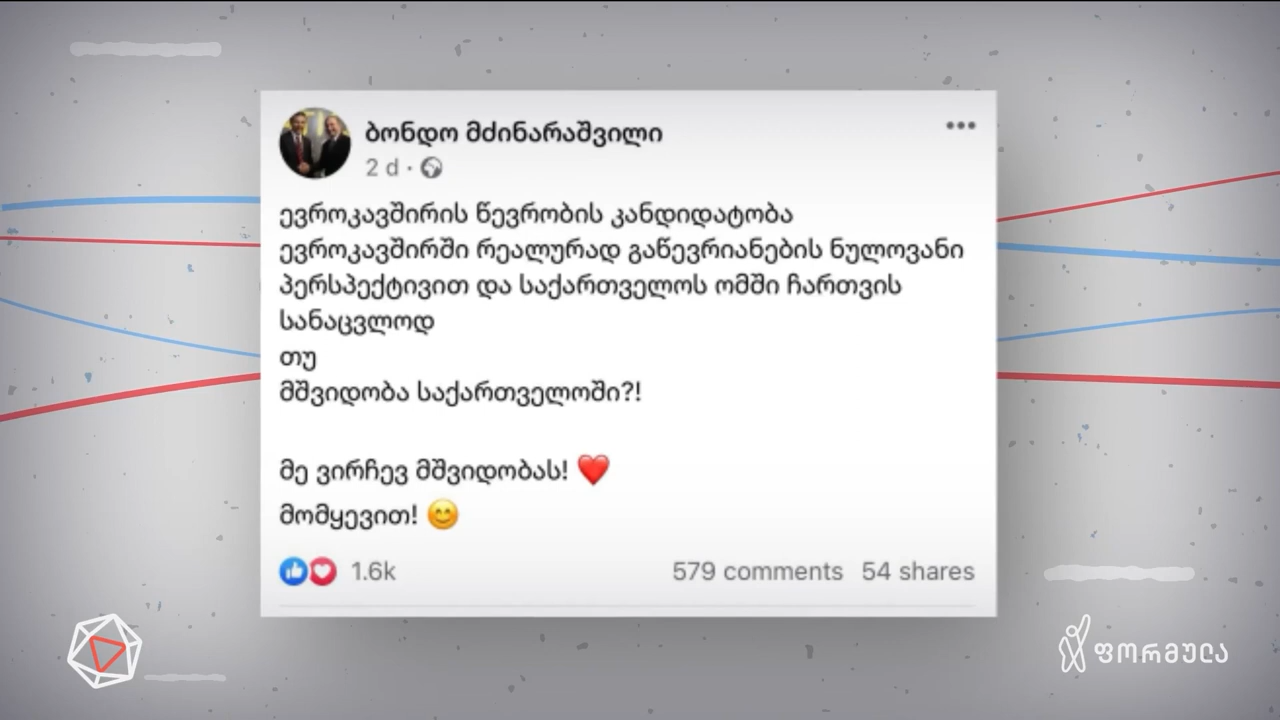 ბონდო მძინარაშვილი
2 d ·
ევროკავშირის წევრობის კანდიდატობა
ევროკავშირში რეალურად გაწევრიანების ნულოვანი
პერსპექტივით და საქართველოს ომში ჩართვის
სანაცვლოდ
თუ
მშვიდობა საქართველოში?!
მე ვირჩევ მშვიდობას! ❤️
მომყევით! 😊
1.6k 579 comments 54 shares
ფორმულა